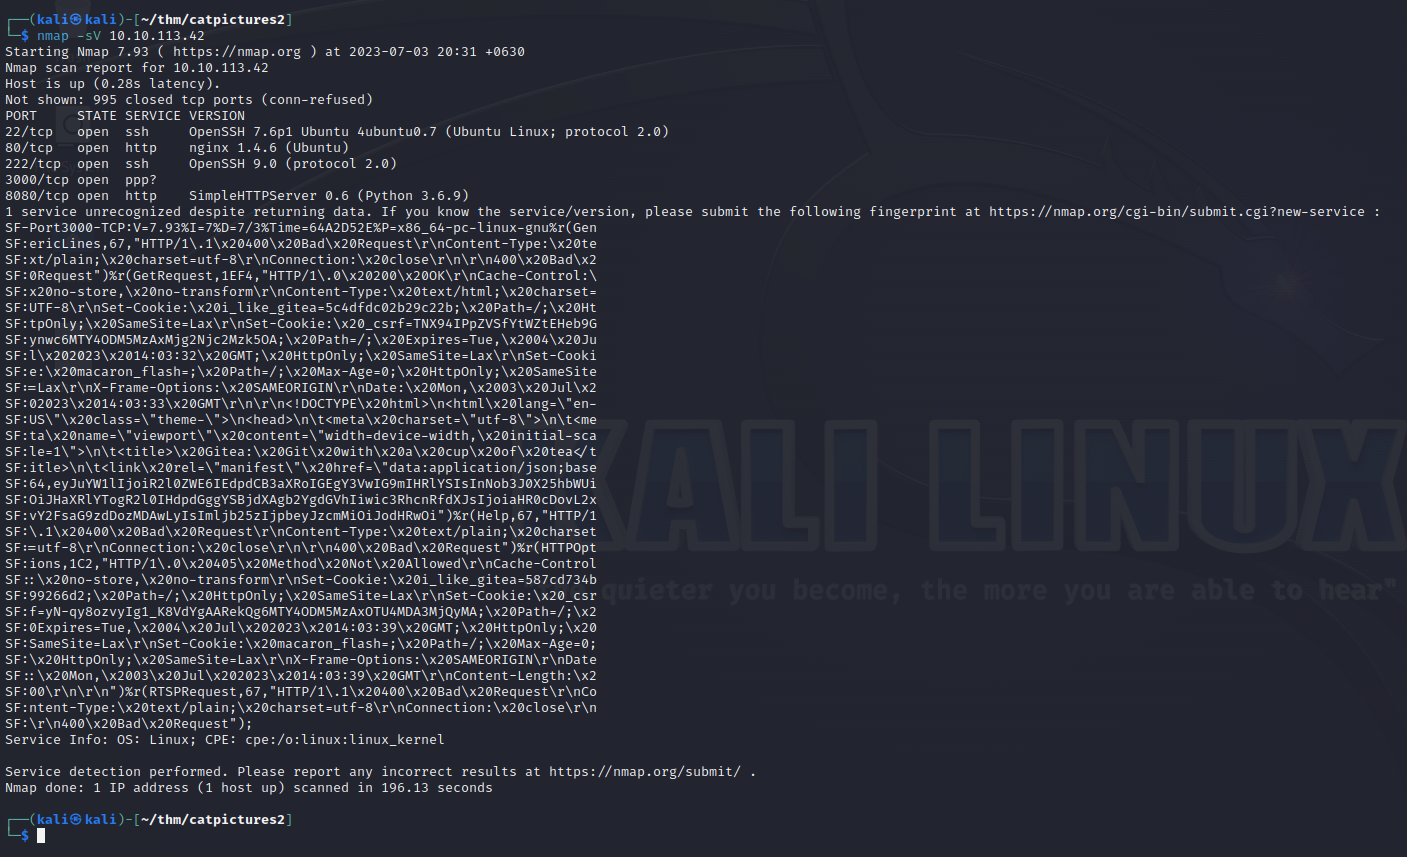 ┌──(kali㉿kali)-[~/thm/catpictures2]
└─$ nmap -sV 10.10.113.42
Starting Nmap 7.93 ( https://nmap.org ) at 2023-07-03 20:31 +0630
Nmap scan report for 10.10.113.42
Host is up (0.28s latency).
Not shown: 995 closed tcp ports (conn-refused)
PORT     STATE SERVICE VERSION
22/tcp   open  ssh     OpenSSH 7.6p1 Ubuntu 4ubuntu0.7 (Ubuntu Linux; protocol 2.0)
80/tcp   open  http    nginx 1.4.6 (Ubuntu)
222/tcp  open  ssh     OpenSSH 9.0 (protocol 2.0)
3000/tcp open  ppp?
8080/tcp open  http    SimpleHTTPServer 0.6 (Python 3.6.9)
1 service unrecognized despite returning data. If you know the service/version, please submit the following fingerprint at https://nmap.org/cgi-bin/submit.cgi?new-service :
SF-Port3000-TCP:V=7.93%I=7%D=7/3%Time=64A2D52E%P=x86_64-pc-linux-gnu%r(Gen
SF:ericLines,67,"HTTP/1\.1\x20400\x20Bad\x20Request\r\nContent-Type:\x20te
SF:xt/plain;\x20charset=utf-8\r\nConnection:\x20close\r\n\r\n400\x20Bad\x2
SF:0Request")%r(GetRequest,1EF4,"HTTP/1\.0\x20200\x20OK\r\nCache-Control:\
SF:x20no-store,\x20no-transform\r\nContent-Type:\x20text/html;\x20charset=
SF:UTF-8\r\nSet-Cookie:\x20i_like_gitea=5c4dfdc02b29c22b;\x20Path=/;\x20Ht
SF:tpOnly;\x20SameSite=Lax\r\nSet-Cookie:\x20_csrf=TNX94IPpZVSfYtWZtEHeb9G
SF:ynwc6MTY4ODM5MzAxMjg2Njc2Mzk5OA;\x20Path=/;\x20Expires=Tue,\x2004\x20Ju
SF:l\x202023\x2014:03:32\x20GMT;\x20HttpOnly;\x20SameSite=Lax\r\nSet-Cooki
SF:e:\x20macaron_flash=;\x20Path=/;\x20Max-Age=0;\x20HttpOnly;\x20SameSite
SF:=Lax\r\nX-Frame-Options:\x20SAMEORIGIN\r\nDate:\x20Mon,\x2003\x20Jul\x2
SF:02023\x2014:03:33\x20GMT\r\n\r\n<!DOCTYPE\x20html>\n<html\x20lang=\"en-
SF:US\"\x20class=\"theme-\">\n<head>\n\t<meta\x20charset=\"utf-8\">\n\t<me
SF:ta\x20name=\"viewport\"\x20content=\"width=device-width,\x20initial-sca
SF:le=1\">\n\t<title>\x20Gitea:\x20Git\x20with\x20a\x20cup\x20of\x20tea</t
SF:itle>\n\t<link\x20rel=\"manifest\"\x20href=\"data:application/json;base
SF:64,eyJuYW1lIjoiR2l0ZWE6IEdpdCB3aXRoIGEgY3VwIG9mIHRlYSIsInNob3J0X25hbWUi
SF:OiJHaXRlYTogR2l0IHdpdGggYSBjdXAgb2YgdGVhIiwic3RhcnRfdXJsIjoiaHR0cDovL2x
SF:vY2FsaG9zdDozMDAwLyIsImljb25zIjpbeyJzcmMiOiJodHRwOi")%r(Help,67,"HTTP/1
SF:\.1\x20400\x20Bad\x20Request\r\nContent-Type:\x20text/plain;\x20charset
SF:=utf-8\r\nConnection:\x20close\r\n\r\n400\x20Bad\x20Request")%r(HTTPOpt
SF:ions,1C2,"HTTP/1\.0\x20405\x20Method\x20Not\x20Allowed\r\nCache-Control
SF::\x20no-store,\x20no-transform\r\nSet-Cookie:\x20i_like_gitea=587cd734b
SF:99266d2;\x20Path=/;\x20HttpOnly;\x20SameSite=Lax\r\nSet-Cookie:\x20_csr
SF:f=yN-qy8ozvyIg1_K8VdYgAARekQg6MTY4ODM5MzAxOTU4MDA3MjQyMA;\x20Path=/;\x2
SF:0Expires=Tue,\x2004\x20Jul\x202023\x2014:03:39\x20GMT;\x20HttpOnly;\x20
SF:SameSite=Lax\r\nSet-Cookie:\x20macaron_flash=;\x20Path=/;\x20Max-Age=0;
SF:\x20HttpOnly;\x20SameSite=Lax\r\nX-Frame-Options:\x20SAMEORIGIN\r\nDate
SF::\x20Mon,\x2003\x20Jul\x202023\x2014:03:39\x20GMT\r\nContent-Length:\x2
SF:00\r\n\r\n")%r(RTSPRequest,67,"HTTP/1\.1\x20400\x20Bad\x20Request\r\nCo
SF:ntent-Type:\x20text/plain;\x20charset=utf-8\r\nConnection:\x20close\r\n
SF:\r\n400\x20Bad\x20Request");
Service Info: OS: Linux; CPE: cpe:/o:linux:linux_kernel
Service detection performed. Please report any incorrect results at https://nmap.org/submit/ .
Nmap done: 1 IP address (1 host up) scanned in 196.13 seconds
┌──(kali㉿kali)-[~/thm/catpictures2]
└─$
KALI LINUX
quieter you become, the more you are able to hear"